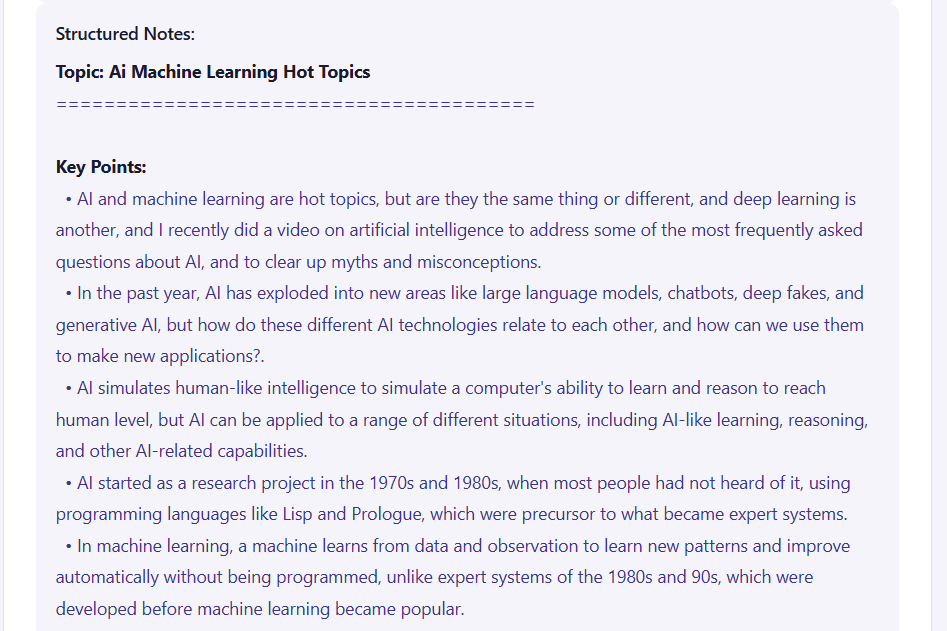 Structured Notes:
Topic: Ai Machine Learning Hot Topics
========================================
Key Points:
• AI and machine learning are hot topics, but are they the same thing or different, and deep learning is
another, and I recently did a video on artificial intelligence to address some of the most frequently asked
questions about AI, and to clear up myths and misconceptions.
• In the past year, AI has exploded into new areas like large language models, chatbots, deep fakes, and
generative AI, but how do these different AI technologies relate to each other, and how can we use them
to make new applications?.
• AI simulates human-like intelligence to simulate a computer's ability to learn and reason to reach
human level, but AI can be applied to a range of different situations, including AI-like learning, reasoning,
and other AI-related capabilities.
• AI started as a research project in the 1970s and 1980s, when most people had not heard of it, using
programming languages like Lisp and Prologue, which were precursor to what became expert systems.
• In machine learning, a machine learns from data and observation to learn new patterns and improve
automatically without being programmed, unlike expert systems of the 1980s and 90s, which were
developed before machine learning became popular.